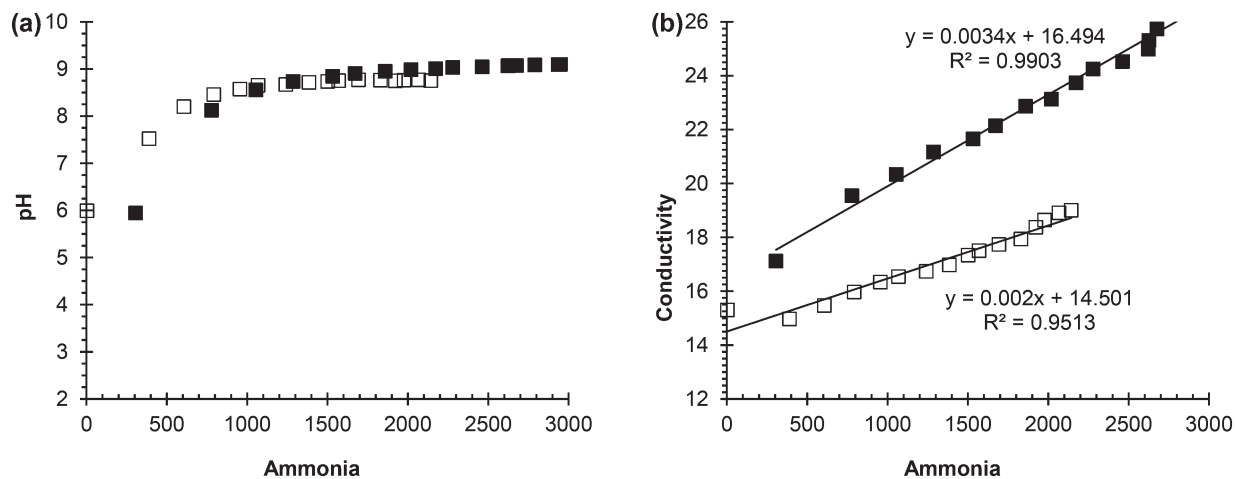 (a)
10
9
8
7
6
5
4
3
2
pH
0 500 1000 1500 2000 2500 3000
Ammonia
(b)
26
24
22
20
18
16
14
12
Conductivity
y = 0.0034x + 16.494
R² = 0.9903
y = 0.002x + 14.501
R² = 0.9513
0 500 1000 1500 2000 2500 3000
Ammonia